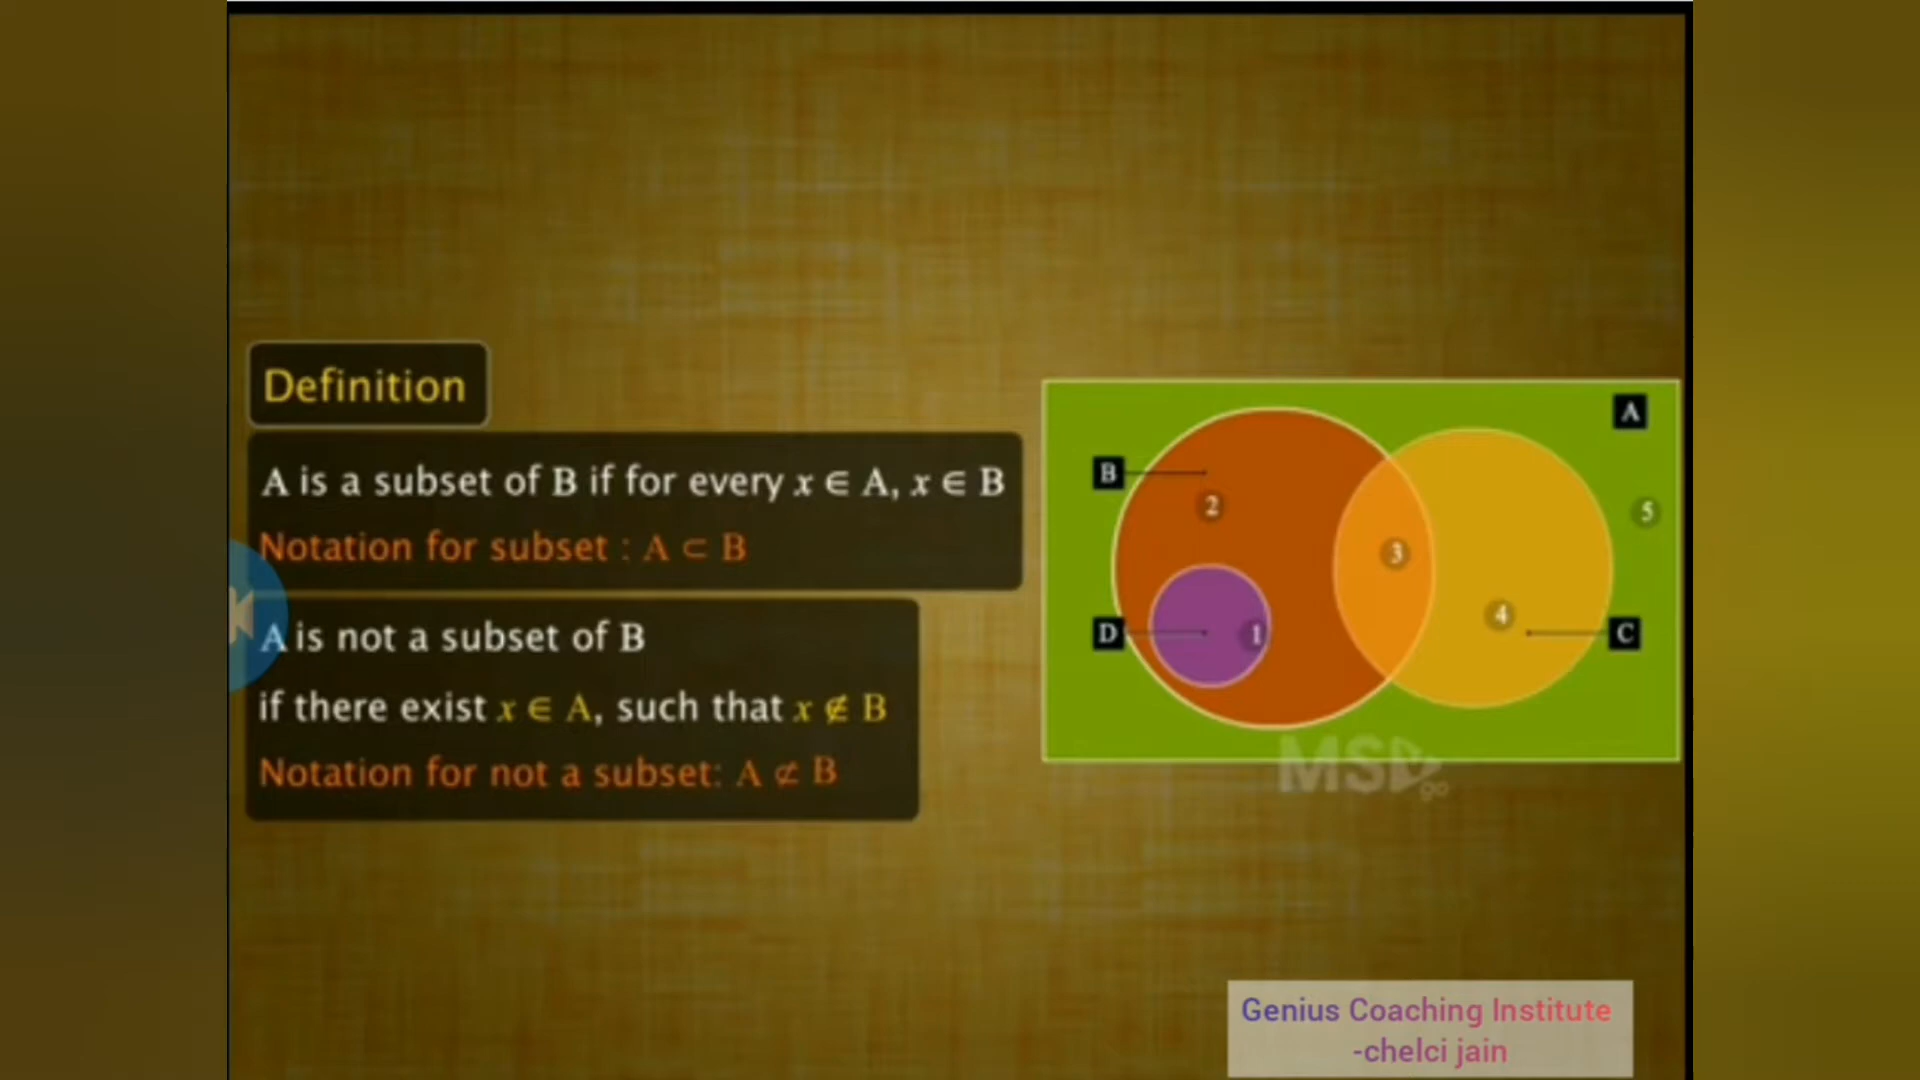 Definition
A is a subset of B if for every x ∈ A, x ∈ B
Notation for subset : A ⊂ B
A is not a subset of B
if there exist x ∈ A, such that x ∉ B
Notation for not a subset: A ⊄ B
A
B
2
5
3
4
D
1
C
MSD
go
Genius Coaching Institute
-chelci jain